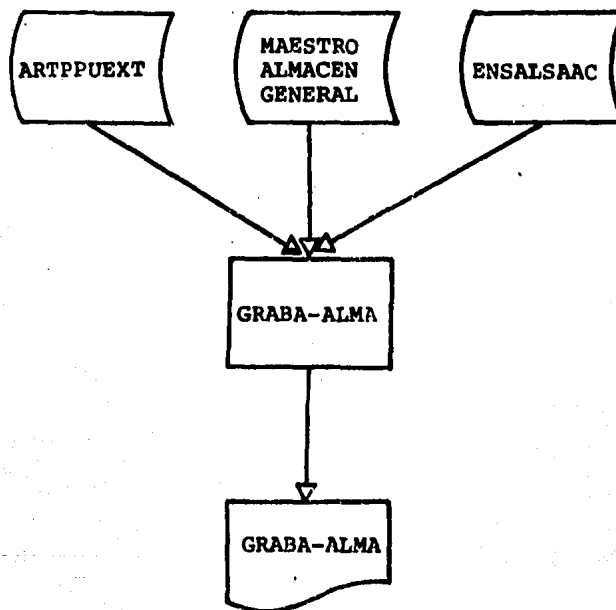 ARTPPUEXT
MAESTRO
ALMACEN
GENERAL
ENSALSAAC
GRABA-ALMA
GRABA-ALMA